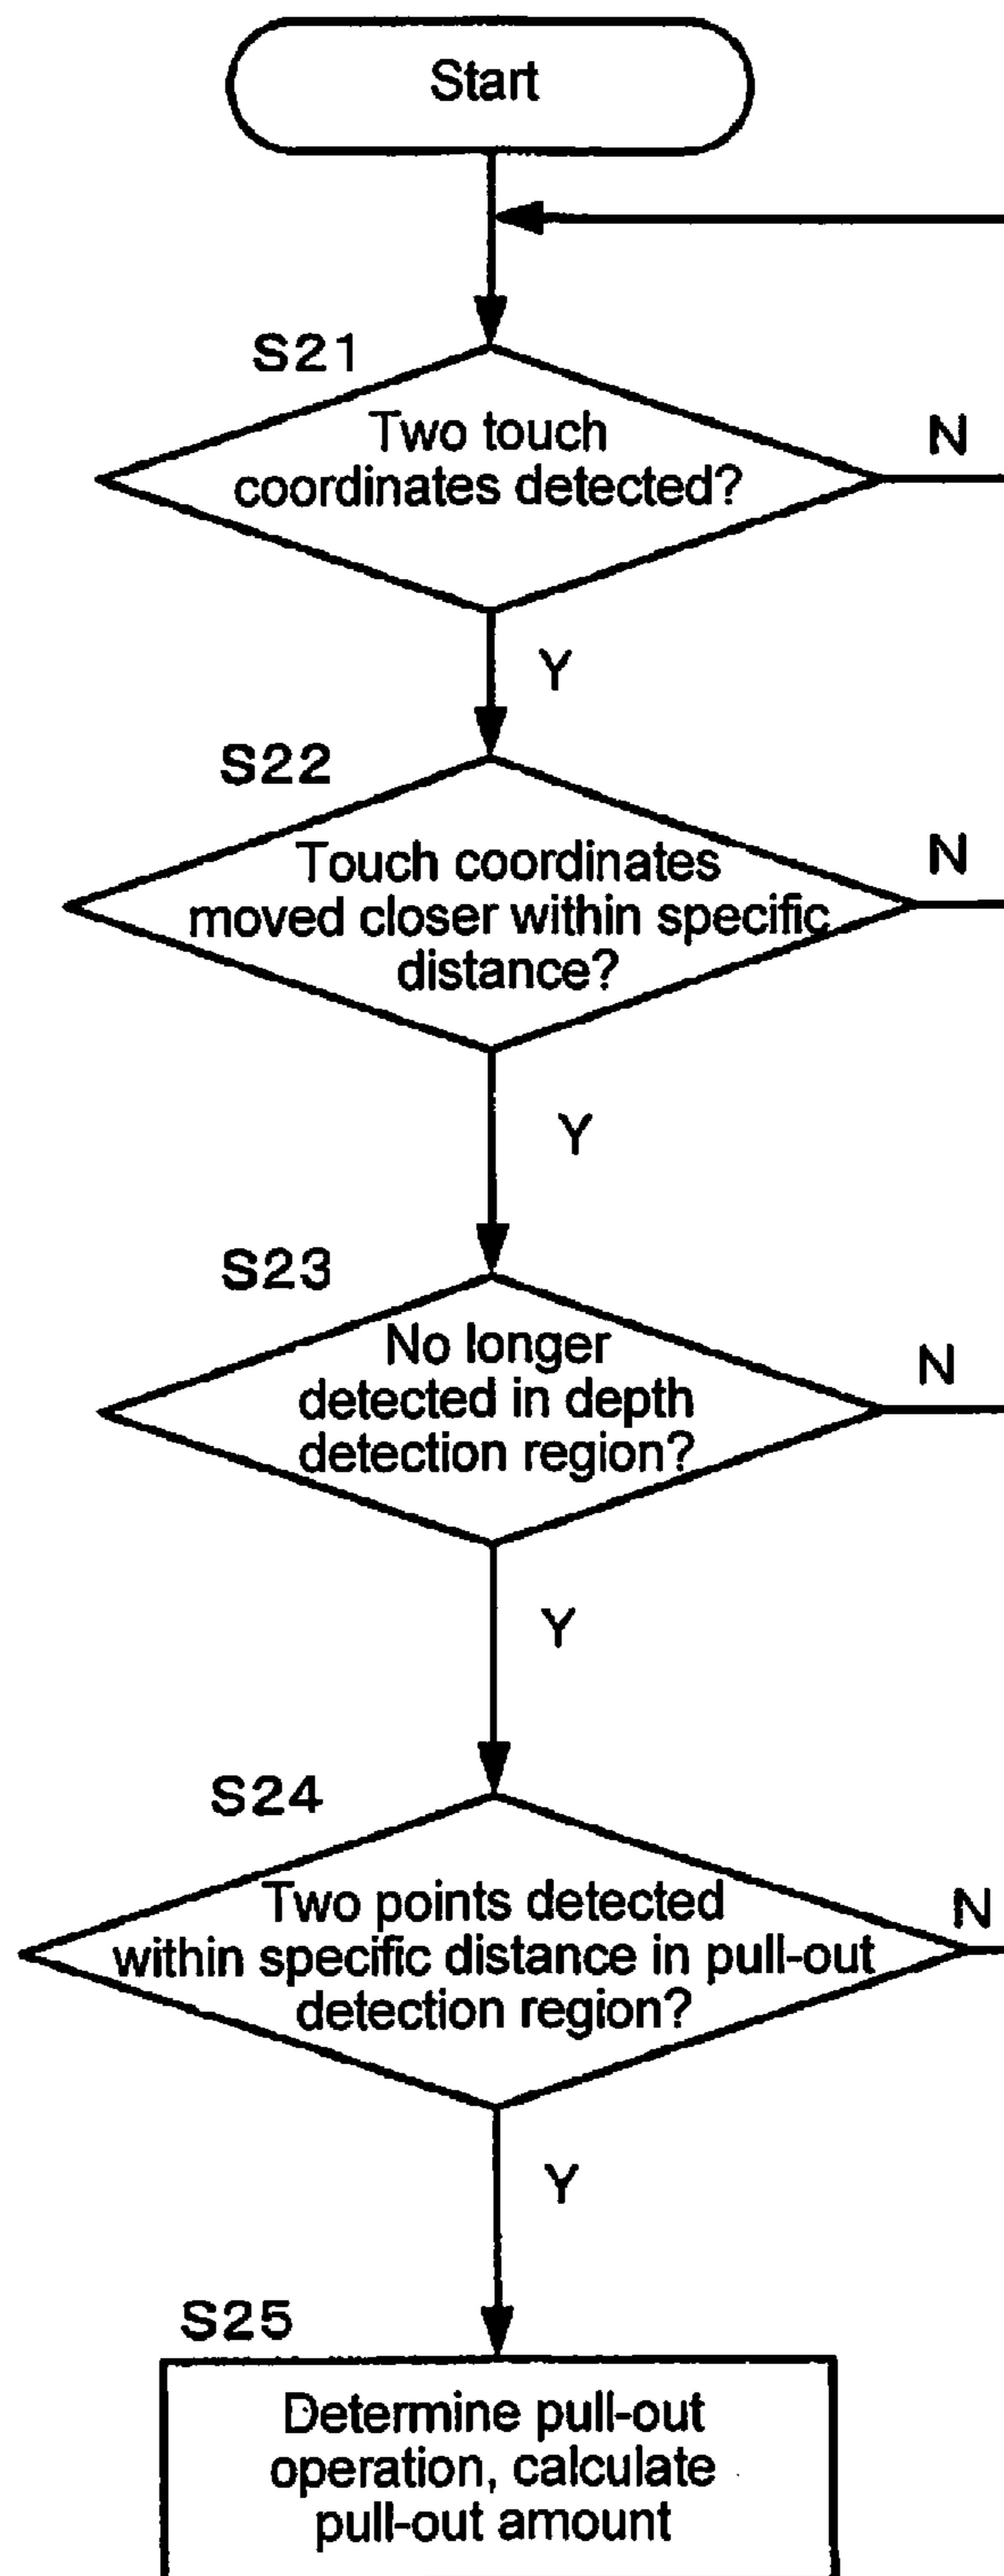 Start
S21
Two touch
coordinates detected?
N
Y
S22
Touch coordinates
moved closer within specific
distance?
N
Y
S23
No longer
detected in depth
detection region?
N
Y
S24
Two points detected
within specific distance in pull-out
detection region?
N
Y
S25
Determine pull-out
operation, calculate
pull-out amount